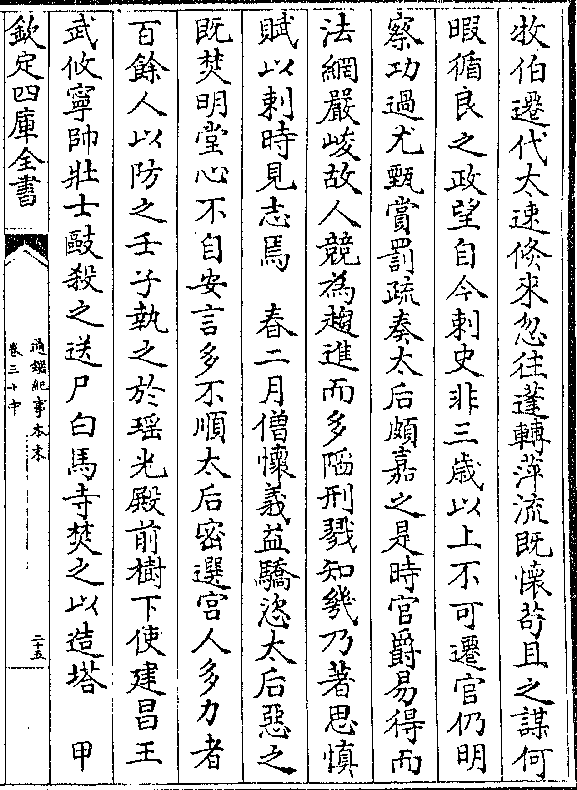 牧伯遷代太速倏來忽往蓬轉萍流既懷苟且之謀何
暇循良之政望自今刺史非三歲以上不可遷官仍明
察功過尤甄賞罰疏奏太后頗嘉之是時官爵易得而
法網嚴峻故人競為趨進而多陷刑戮知幾乃著思慎
賦以刺時見志焉　春二月僧懷義益驕恣太后惡之
既焚明堂心不自安言多不順太后密選宮人多力者
百餘人以防之壬子執之於瑶光殿前樹下使建昌王
武攸寧帥壯士毆殺之送尸白馬寺焚之以造塔　甲
欽定四庫全書
通鑑紀事本末
卷三十中
二十五